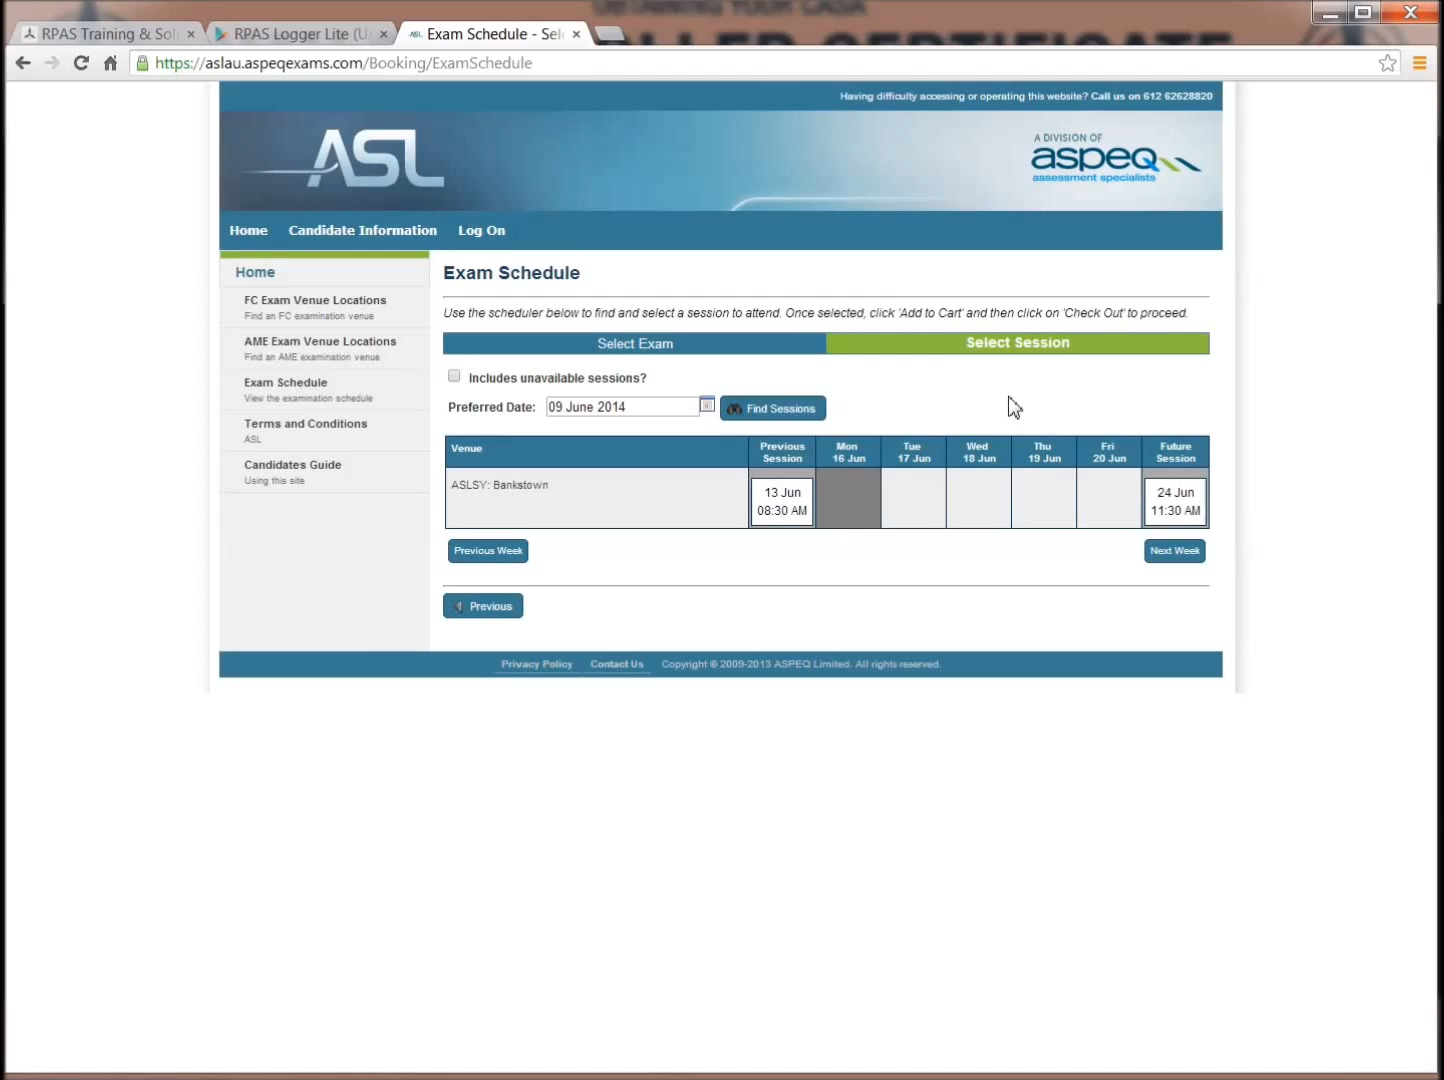 OBTAINING YOUR CASA
RPAS Training & Sol
RPAS Logger Lite (U
Exam Schedule - Sel
https://aslau.aspeqexams.com/Booking/ExamSchedule
Having difficulty accessing or operating this website? Call us on 612 62628820
ASL
A DIVISION OF
aspeq
assessment specialists
Home Candidate Information Log On
Home
FC Exam Venue Locations
Find an FC examination venue
AME Exam Venue Locations
Find an AME examination venue
Exam Schedule
View the examination schedule
Terms and Conditions
ASL
Candidates Guide
Using this site
Exam Schedule
Use the scheduler below to find and select a session to attend. Once selected, click 'Add to Cart' and then click on 'Check Out' to proceed.
Select Exam Select Session
Includes unavailable sessions?
Preferred Date: 09 June 2014 Find Sessions
Venue Previous Session Mon 16 Jun Tue 17 Jun Wed 18 Jun Thu 19 Jun Fri 20 Jun Future Session
ASLSY: Bankstown 13 Jun 08:30 AM 24 Jun 11:30 AM
Previous Week Next Week
Previous
Privacy Policy Contact Us Copyright © 2009-2013 ASPEQ Limited. All rights reserved.